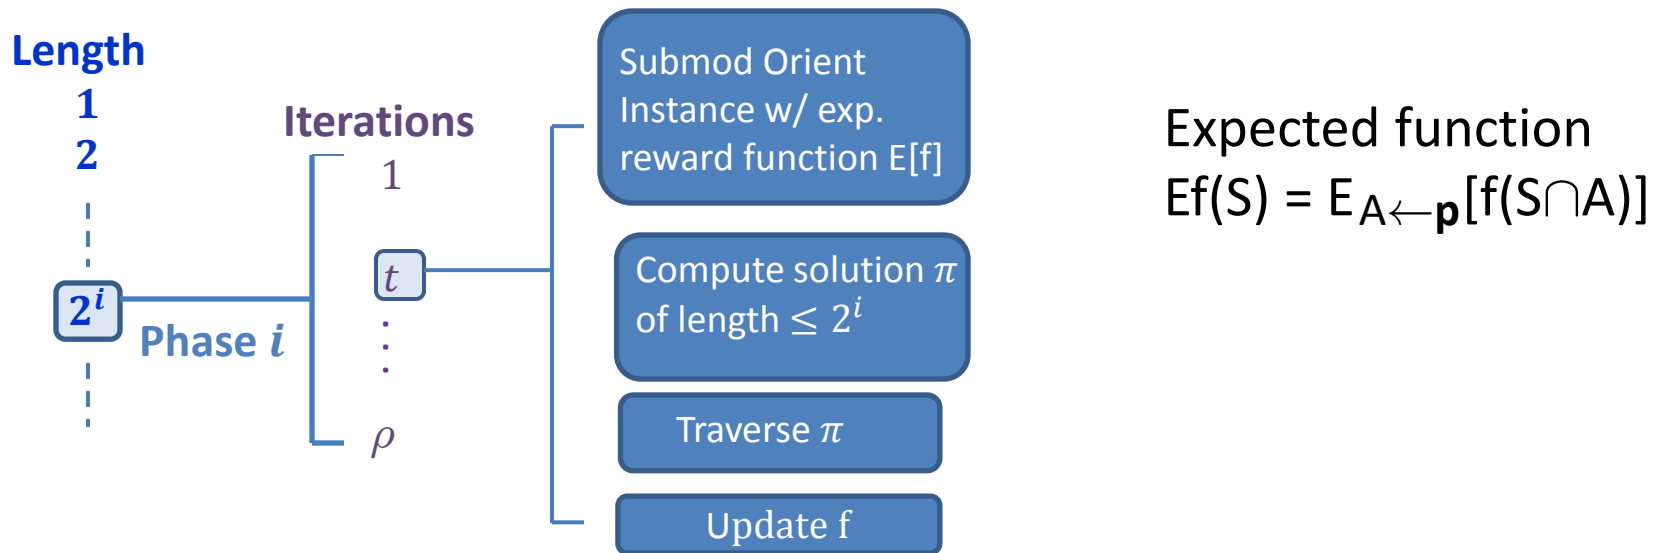 Length
1
2
2^i
Phase i
Iterations
1
t
⋮
ρ
Submod Orient
Instance w/ exp.
reward function E[f]
Compute solution π
of length ≤ 2^i
Traverse π
Update f
Expected function
Ef(S) = E_{A←p}[f(S∩A)]